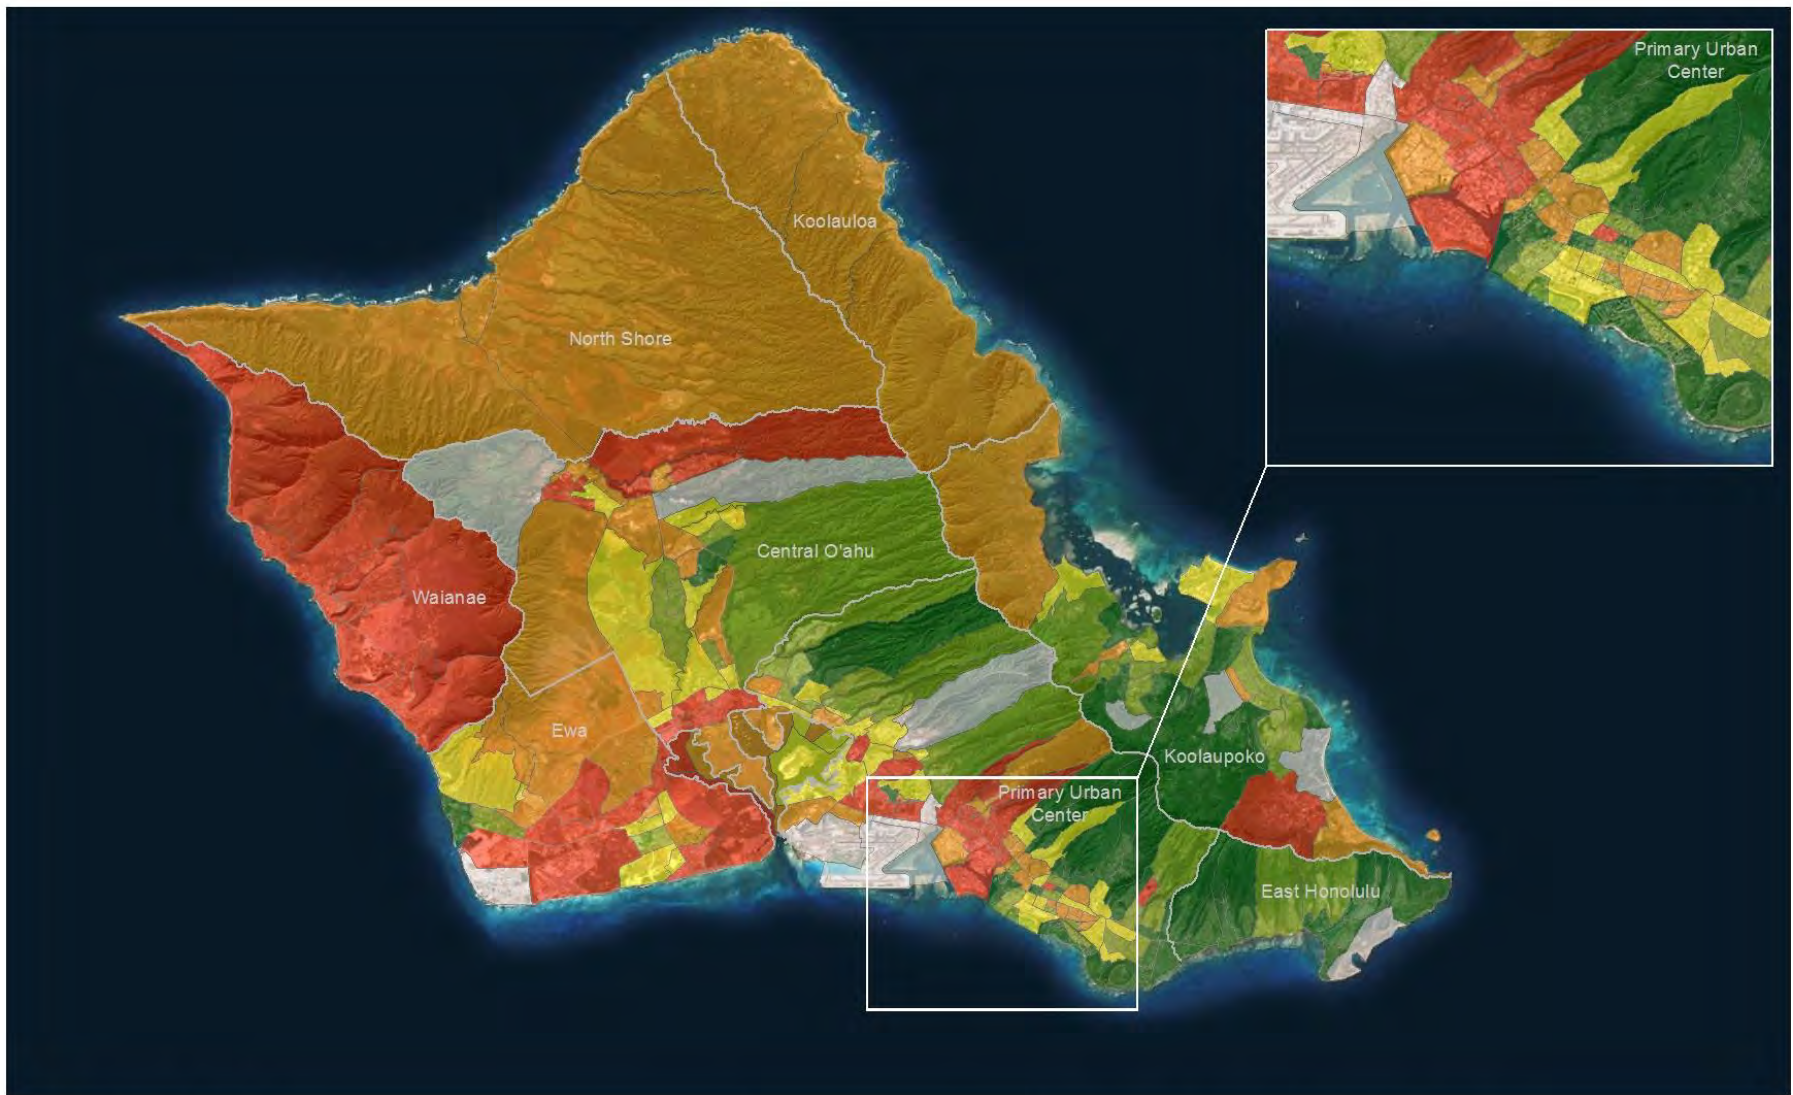 Primary Urban
Center
Koolauloa
North Shore
Central O'ahu
Waianae
Ewa
Koolaupoko
Primary Urban
Center
East Honolulu